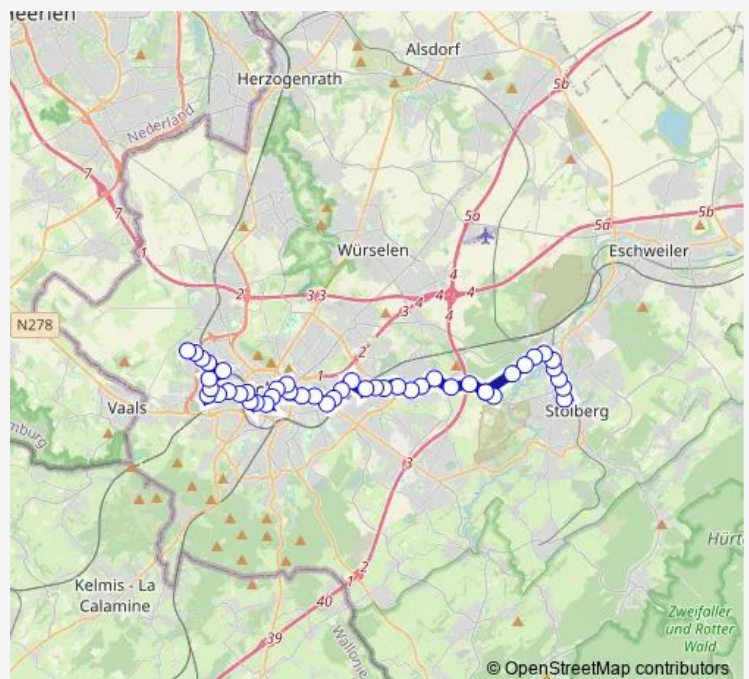 Alsdorf
Herzogenrath
5b
Nederland
7
7
1
5a
5a
5b
Würselen
Eschweiler
4
4
4
4
2
3 3
3
4
N278
2
1
Vaals
Stolberg
3
Kelmis - La
Calamine
2
1
40
39
Zweifaller
und Rotter
Wald
© OpenStreetMap contributors